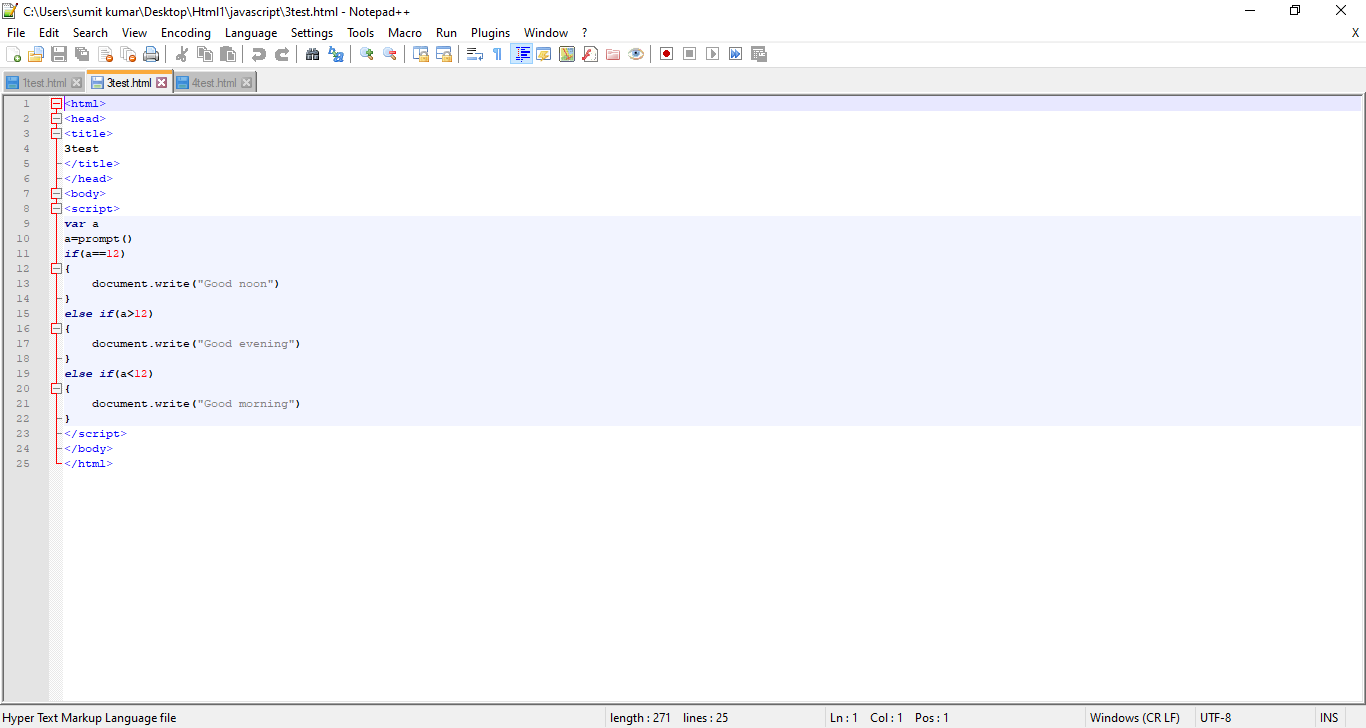 C:\Users\sumit kumar\Desktop\Html1\javascript\3test.html - Notepad++
File Edit Search View Encoding Language Settings Tools Macro Run Plugins Window ? X
1test.html 3test.html 4test.html
1 <html>
2 <head>
3 <title>
4 3test
5 </title>
6 </head>
7 <body>
8 <script>
9 var a
10 a=prompt()
11 if(a==12)
12 {
13 document.write("Good noon")
14 }
15 else if(a>12)
16 {
17 document.write("Good evening")
18 }
19 else if(a<12)
20 {
21 document.write("Good morning")
22 }
23 </script>
24 </body>
25 </html>
Hyper Text Markup Language file length : 271 lines : 25 Ln : 1 Col : 1 Pos : 1 Windows (CR LF) UTF-8 INS